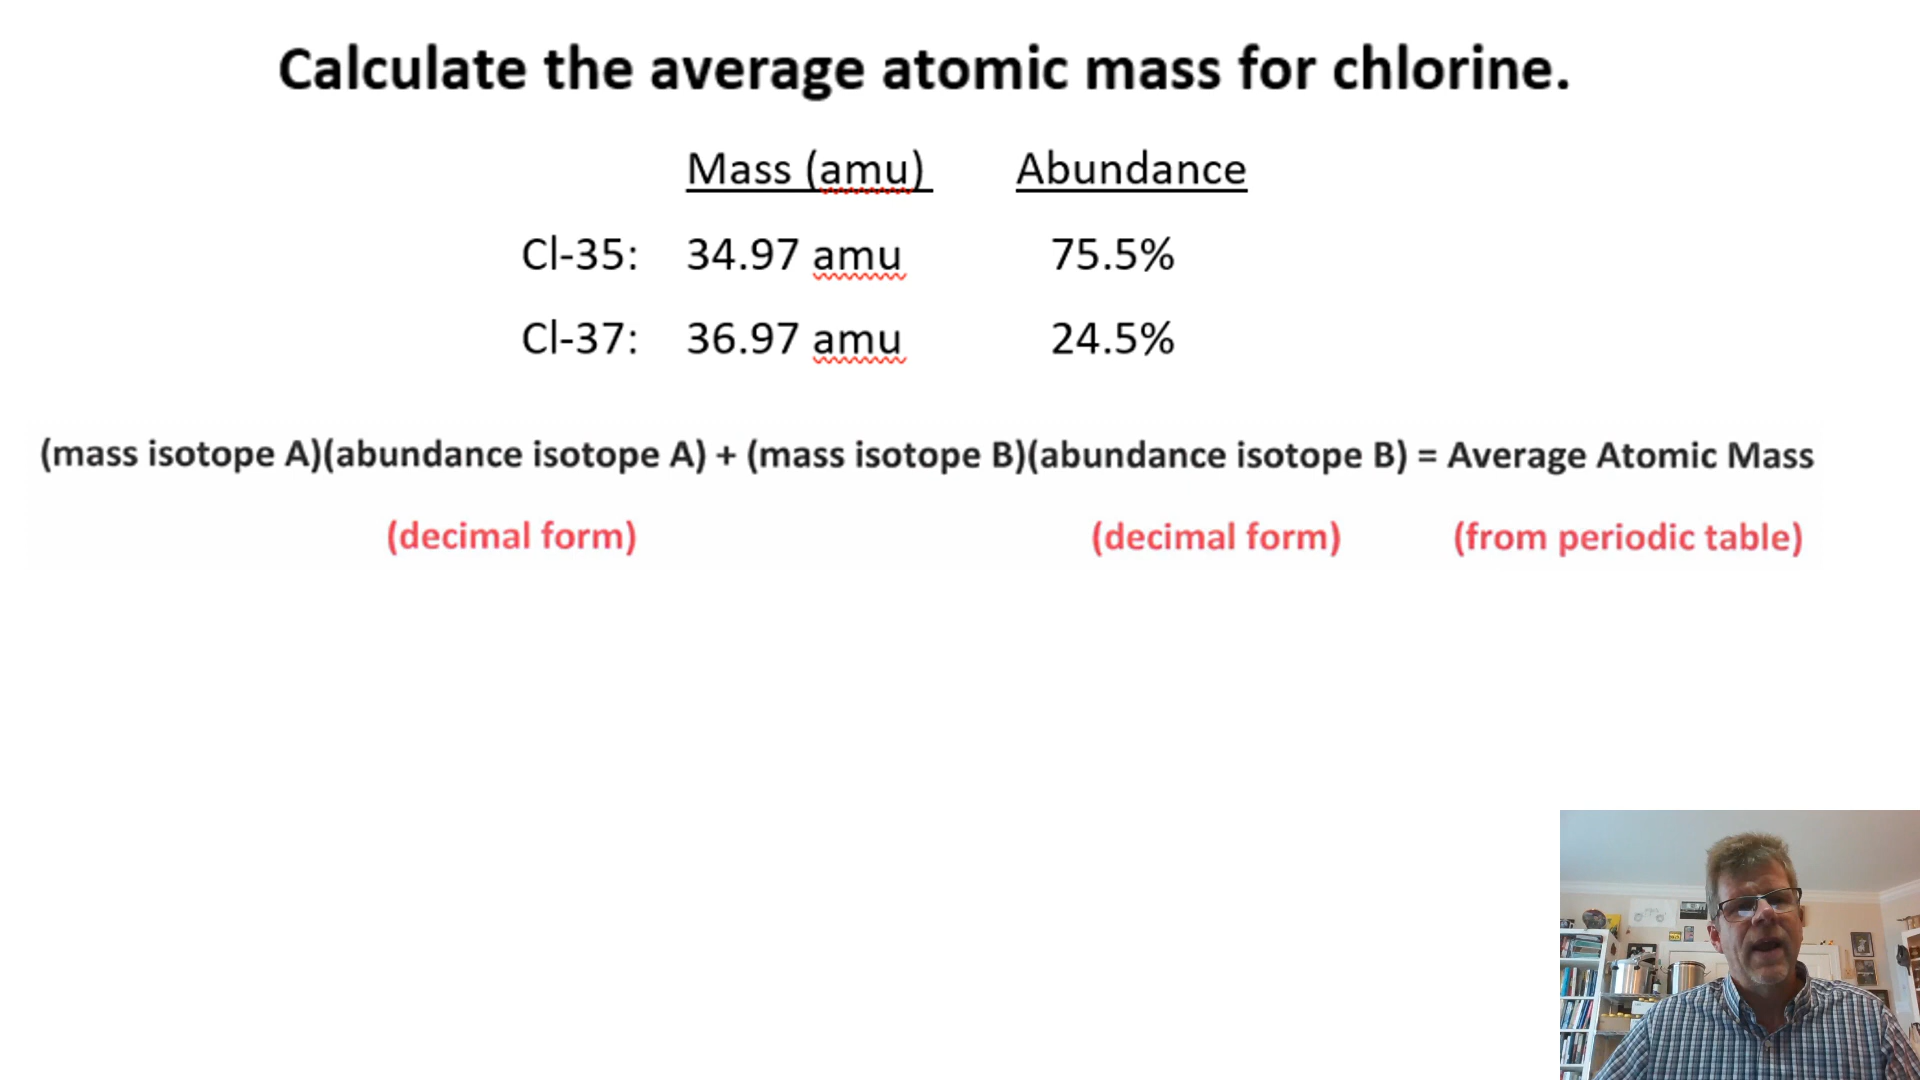 Calculate the average atomic mass for chlorine.
Mass (amu) Abundance
Cl-35: 34.97 amu 75.5%
Cl-37: 36.97 amu 24.5%
(mass isotope A)(abundance isotope A) + (mass isotope B)(abundance isotope B) = Average Atomic Mass
(decimal form) (decimal form) (from periodic table)